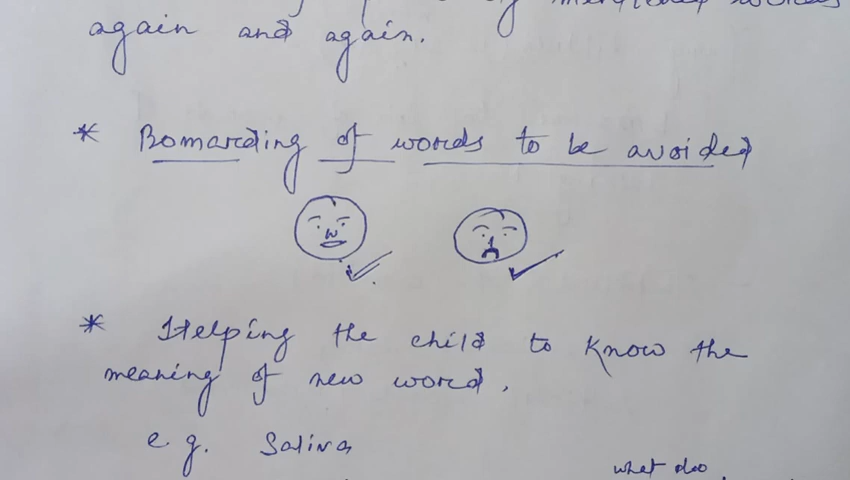 words
again and again.
* Bomarding of words to be avoided
* Helping the child to know the
meaning of new word.
e.g. Saliva
what do